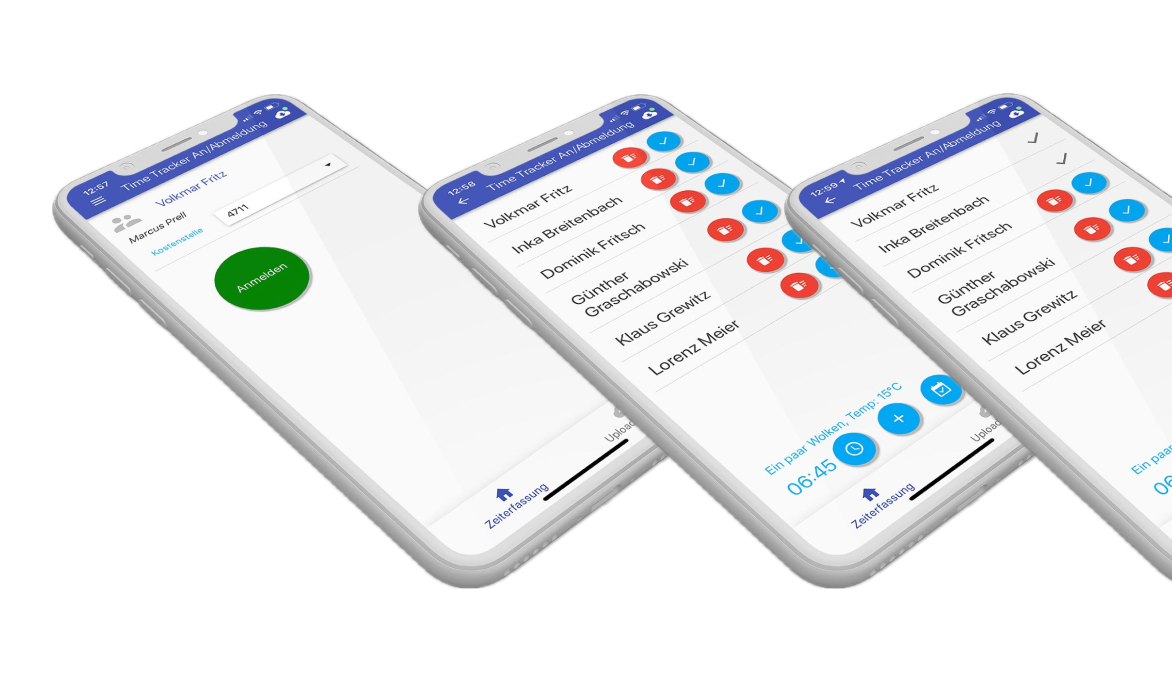 12:57
Time Tracker An/Abmeldung
Volkmar Fritz
Marcus Prell
Kostenstelle
4711
Anmelden
Zeiterfassung
Upload
12:58
Time Tracker An/Abmeldung
Volkmar Fritz
Inka Breitenbach
Dominik Fritsch
Günther
Graschabowski
Klaus Grewitz
Lorenz Meier
Ein paar Wolken, Temp: 15°C
06:45
Zeiterfassung
Upload
12:59
Time Tracker An/Abmeldung
Volkmar Fritz
Inka Breitenbach
Dominik Fritsch
Günther
Graschabowski
Klaus Grewitz
Lorenz Meier
Ein paar
06